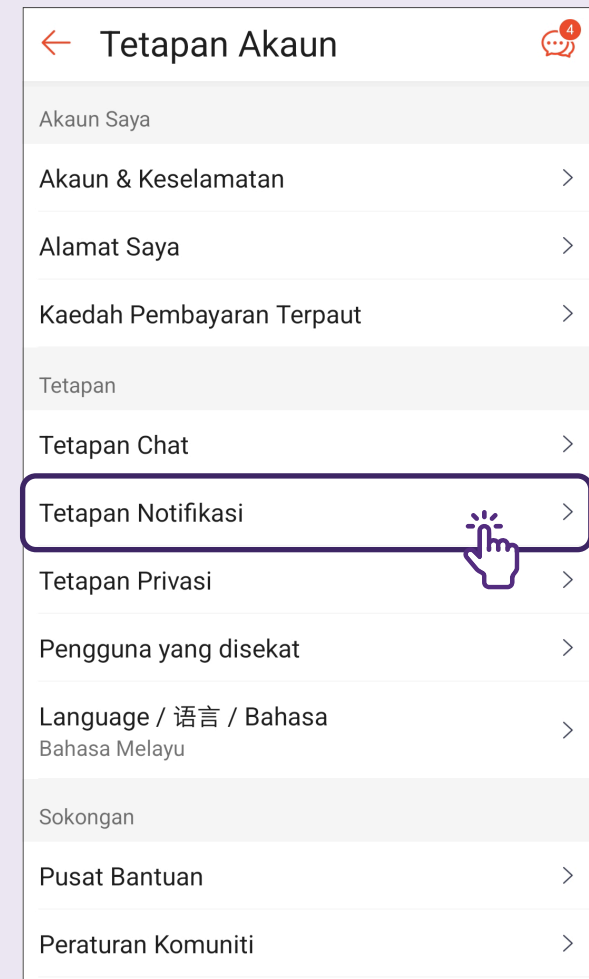 Tetapan Akaun
4
Akaun Saya
Akaun & Keselamatan
Alamat Saya
Kaedah Pembayaran Terpaut
Tetapan
Tetapan Chat
Tetapan Notifikasi
Tetapan Privasi
Pengguna yang disekat
Language / 语言 / Bahasa
Bahasa Melayu
Sokongan
Pusat Bantuan
Peraturan Komuniti